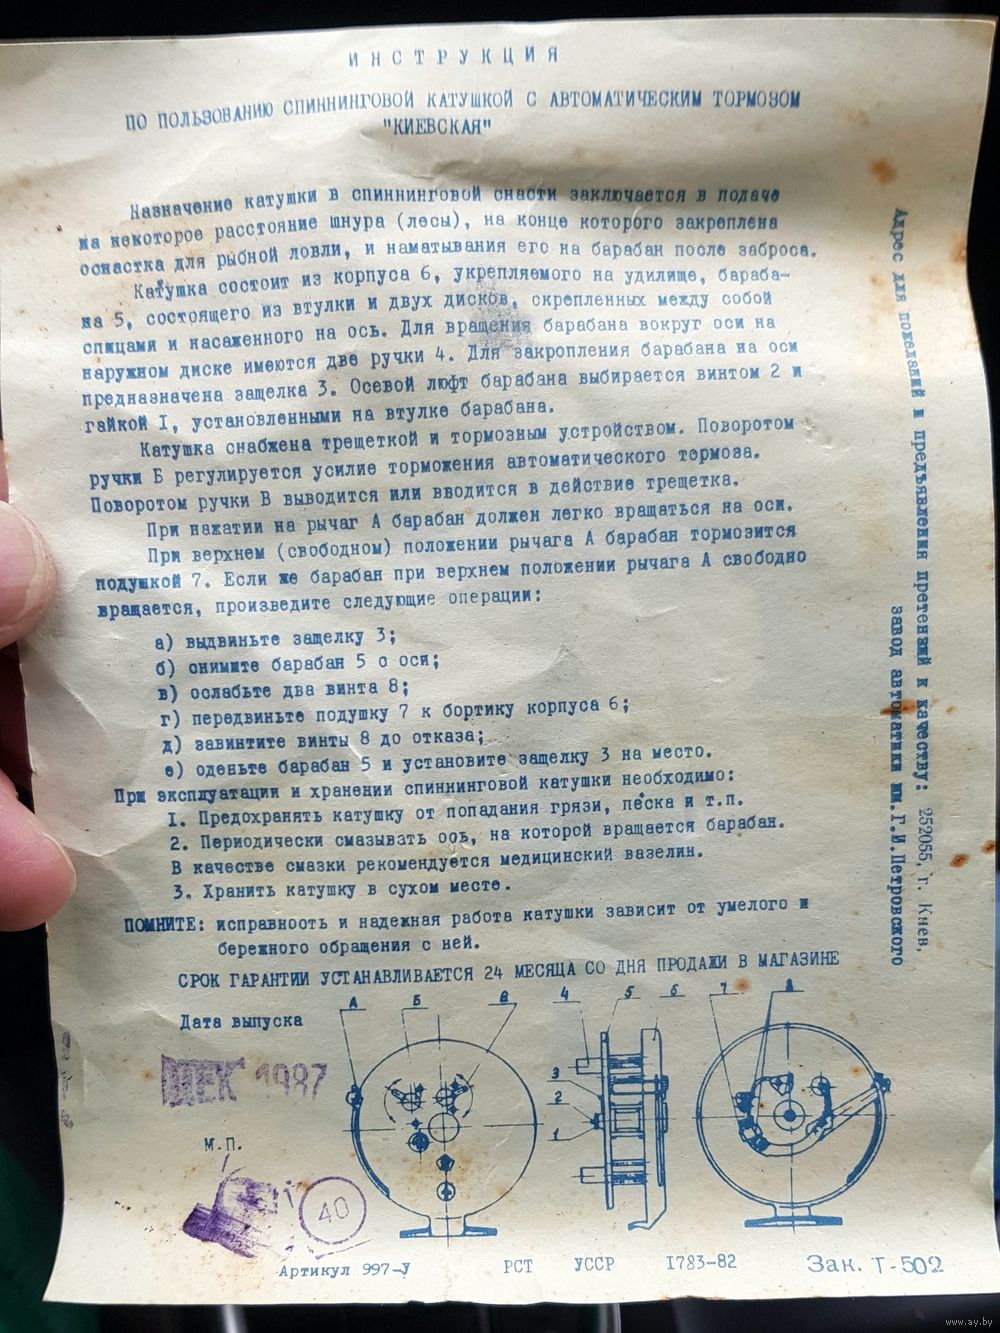 ИНСТРУКЦИЯ
ПО ПОЛЬЗОВАНИЮ СПИННИНГОВОЙ КАТУШКОЙ С АВТОМАТИЧЕСКИМ ТОРМОЗОМ
"КИЕВСКАЯ"
Назначение катушки в спиннинговой снасти заключается в подаче
на некоторое расстояние шнура (лесы), на конце которого закреплена
оснастка для рыбной ловли, и наматывания его на барабан после заброса.
Катушка состоит из корпуса 6, укрепляемого на удилище, бараба-
на 5, состоящего из втулки и двух дисков, скрепленных между собой
спицами и насаженного на ось. Для вращения барабана вокруг оси на
наружном диске имеются две ручки 4. Для закропления барабана на оси
предназначена защелка 3. Осевой люфт барабана выбирается винтом 2 и
гайкой I, установленными на втулке барабана.
Катушка снабжена трещеткой и тормозным устройством. Поворотом
ручки Б регулируется усилие торможения автоматического тормоза.
Поворотом ручки В выводится или вводится в действие трещетка.
При нажатии на рычаг А барабан должен легко вращаться на оси.
При верхнем (свободном) положении рычага А барабан тормозится
подушкой 7. Если же барабан при верхнем положении рычага А свободно
вращается, произведите следующие операции:
а) выдвиньте защелку 3;
б) снимите барабан 5 с оси;
в) ослабьте два винта 8;
г) передвиньте подушку 7 к бортику корпуса 6;
д) завинтите винты 8 до отказа;
е) оденьте барабан 5 и установите защелку 3 на место.
При эксплуатации и хранении спиннинговой катушки необходимо:
1. Предохранять катушку от попадания грязи, песка и т.п.
2. Периодически смазывать ось, на которой вращается барабан.
В качестве смазки рекомендуется медицинский вазелин.
3. Хранить катушку в сухом месте.
ПОМНИТЕ: исправность и надежная работа катушки зависит от умелого и
бережного обращения с ней.
СРОК ГАРАНТИИ УСТАНАВЛИВАЕТСЯ 24 МЕСЯЦА СО ДНЯ ПРОДАЖИ В МАГАЗИНЕ
А Б В 4 5 6 7 8
Дата выпуска
3
2
1
1987
М.П.
40
Артикул 997-У РСТ УССР I783-82 Зак. Т-502
Адрес для пожеланий и предъявления претензий к качеству: 252055, г. Киев,
завод автоматики им.Г.И.Петровского
www.ay.by